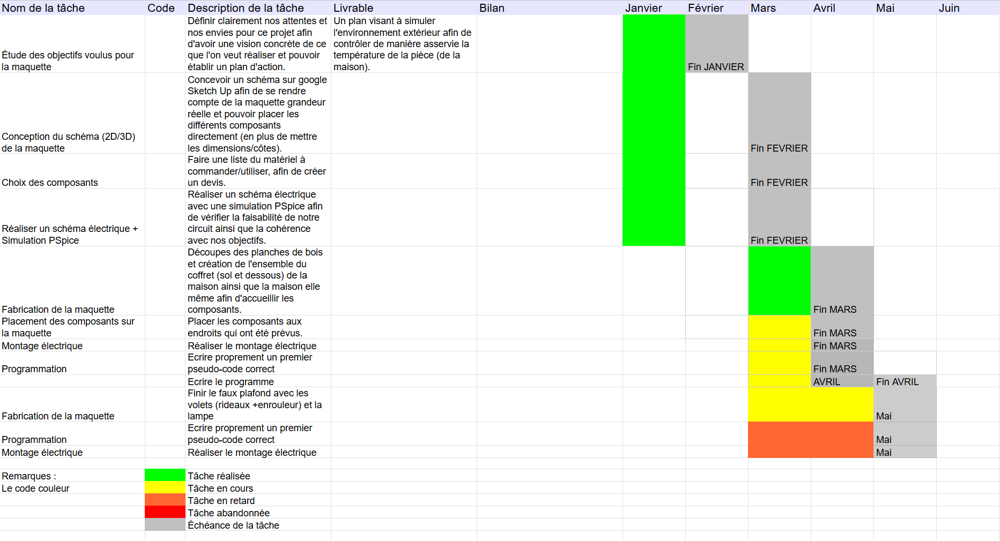 Nom de la tâche Code Description de la tâche Livrable Bilan Janvier Février Mars Avril Mai Juin
Étude des objectifs voulus pour
la maquette
Définir clairement nos attentes et
nos envies pour ce projet afin
d'avoir une vision concrète de ce
que l'on veut réaliser et pouvoir
établir un plan d'action.
Un plan visant à simuler
l'environnement extérieur afin de
contrôler de manière asservie la
température de la pièce (de la
maison).
Fin JANVIER
Conception du schéma (2D/3D)
de la maquette
Concevoir un schéma sur google
Sketch Up afin de se rendre
compte de la maquette grandeur
réelle et pouvoir placer les
différents composants
directement (en plus de mettre
les dimensions/côtes).
Fin FEVRIER
Choix des composants
Faire une liste du matériel à
commander/utiliser, afin de créer
un devis.
Fin FEVRIER
Réaliser un schéma électrique +
Simulation PSpice
Réaliser un schéma électrique
avec une simulation PSpice afin
de vérifier la faisabilité de notre
circuit ainsi que la cohérence
avec nos objectifs.
Fin FEVRIER
Fabrication de la maquette
Découpes des planches de bois
et création de l'ensemble du
coffret (sol et dessous) de la
maison ainsi que la maison elle
même afin d'accueillir les
composants.
Fin MARS
Placement des composants sur
la maquette
Placer les composants aux
endroits qui ont été prévus.
Fin MARS
Montage électrique Réaliser le montage électrique Fin MARS
Programmation
Ecrire proprement un premier
pseudo-code correct
Fin MARS
Ecrire le programme AVRIL Fin AVRIL
Fabrication de la maquette
Finir le faux plafond avec les
volets (rideaux +enrouleur) et la
lampe
Mai
Programmation
Ecrire proprement un premier
pseudo-code correct
Mai
Montage électrique Réaliser le montage électrique Mai
Remarques : Tâche réalisée
Le code couleur Tâche en cours
Tâche en retard
Tâche abandonnée
Échéance de la tâche